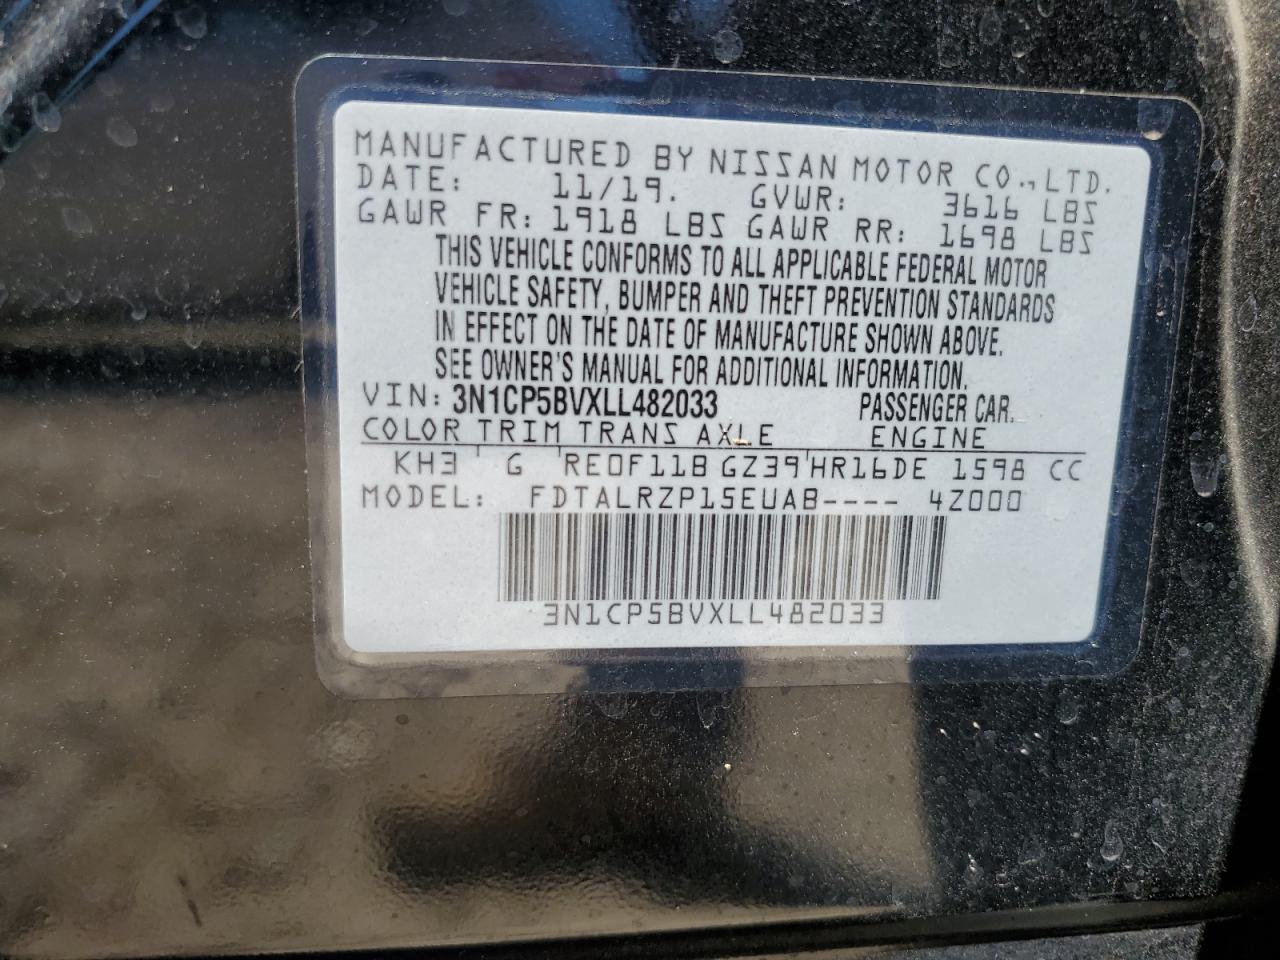 MANUFACTURED BY NISSAN MOTOR CO., LTD.
DATE: 11/19. GVWR: 3616 LBS
GAWR FR: 1918 LBS GAWR RR: 1698 LBS
THIS VEHICLE CONFORMS TO ALL APPLICABLE FEDERAL MOTOR
VEHICLE SAFETY, BUMPER AND THEFT PREVENTION STANDARDS
IN EFFECT ON THE DATE OF MANUFACTURE SHOWN ABOVE.
SEE OWNER'S MANUAL FOR ADDITIONAL INFORMATION.
VIN: 3N1CP5BVXLL482033 PASSENGER CAR.
COLOR TRIM TRANS AXLE ENGINE
KH3 G RE0F11B GZ39 HR16DE 1598 CC
MODEL: FDTALRZP15EUAB---- 4Z000
3N1CP5BVXLL482033